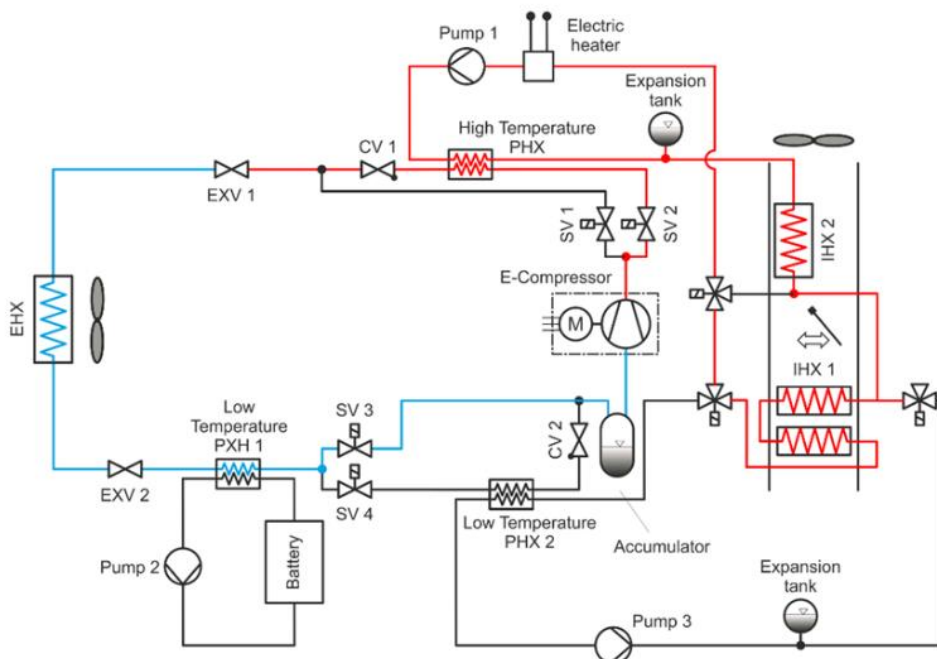 Pump 1
Electric
heater
Expansion
tank
CV 1
High Temperature
PHX
EXV 1
SV 1
SV 2
IHX 2
E-Compressor
M
EHX
IHX 1
Low
Temperature
PXH 1
SV 3
CV 2
EXV 2
SV 4
Low Temperature
PHX 2
Accumulator
Pump 2
Battery
Expansion
tank
Pump 3